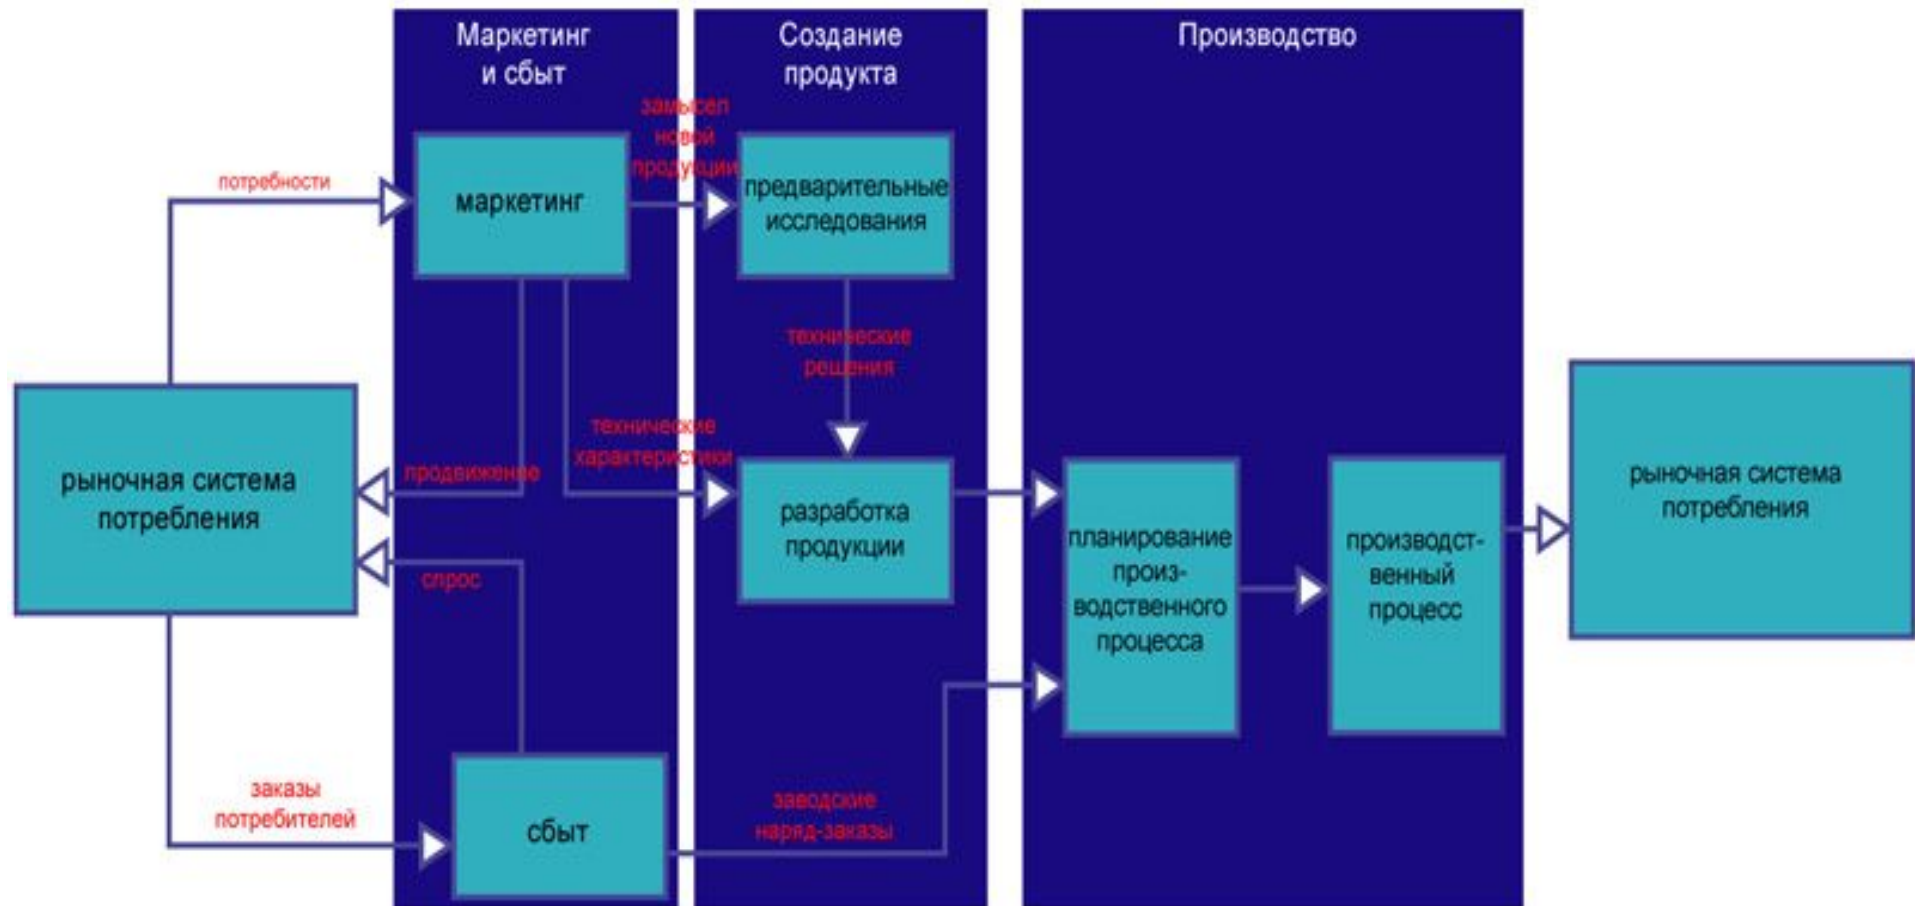 Маркетинг
и сбыт
Создание
продукта
Производство
потребности
маркетинг
замысел
новой
продукции
предварительные
исследования
технические
решения
технические
характеристики
продвижение
рыночная система
потребления
спрос
разработка
продукции
планирование
произ-
водственного
процесса
производст-
венный
процесс
рыночная система
потребления
заказы
потребителей
сбыт
заводские
наряд-заказы